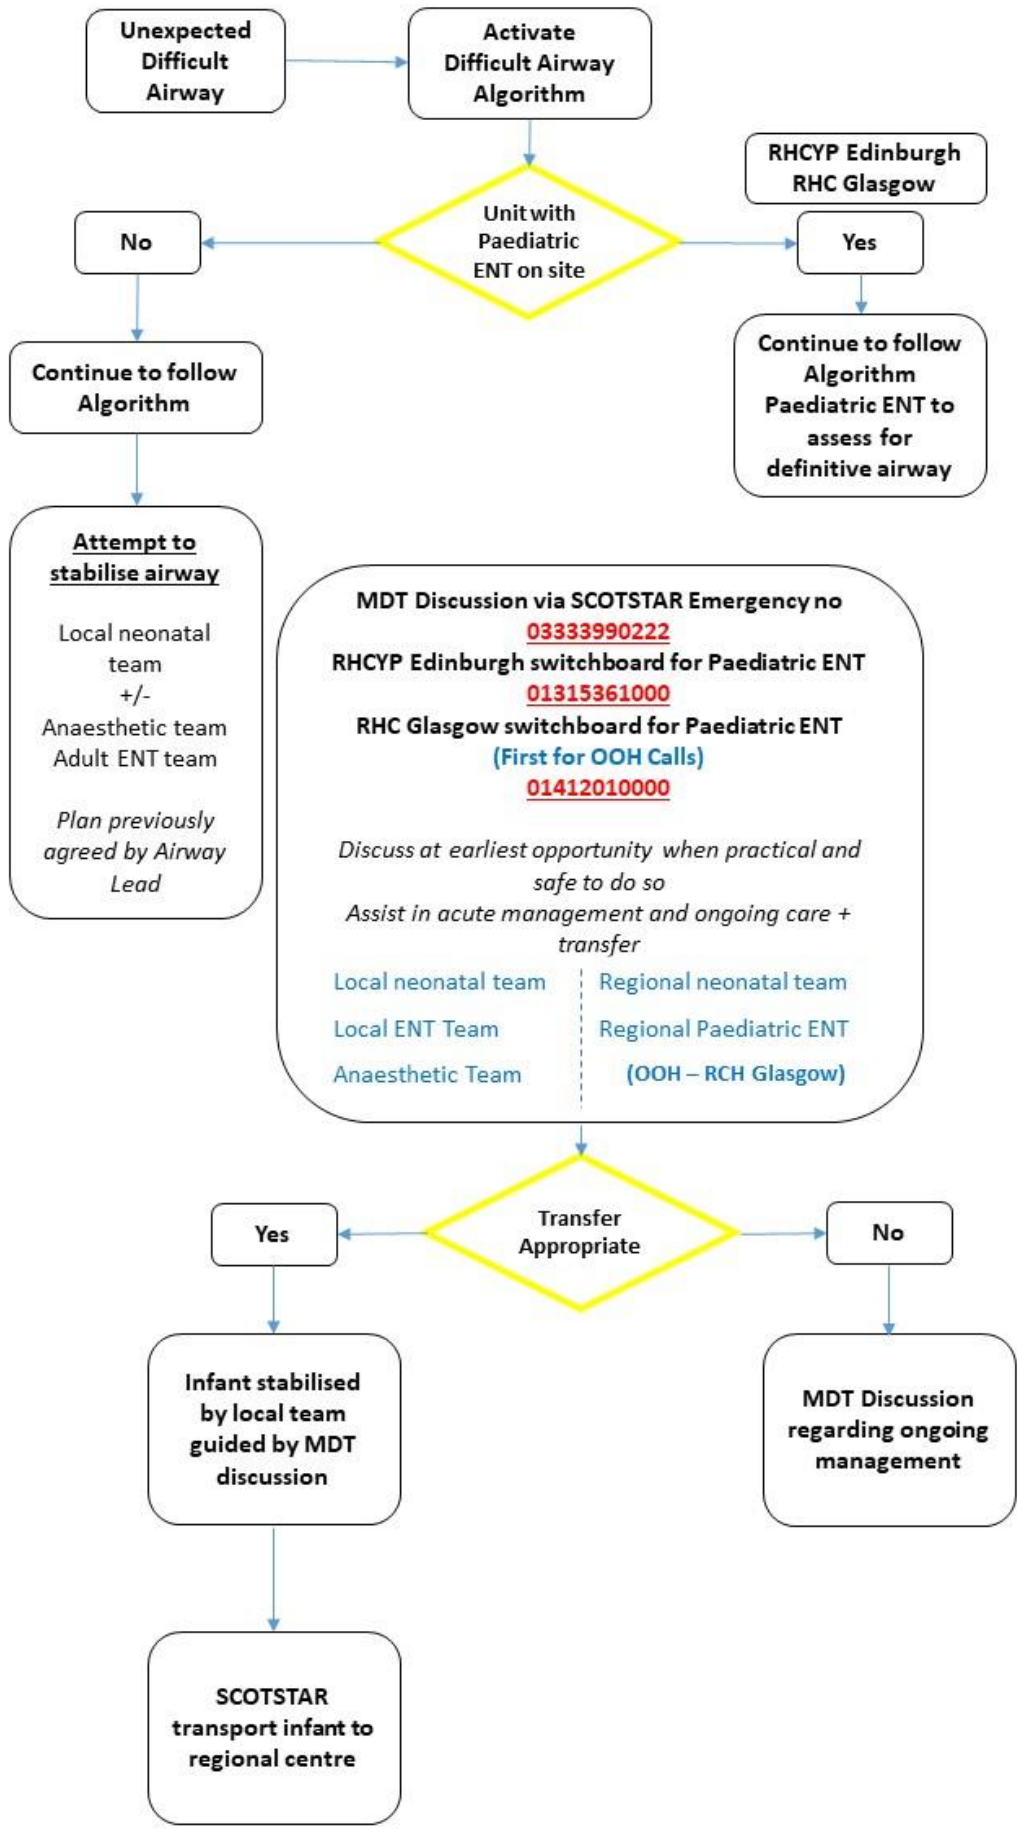 Unexpected
Difficult
Airway
Activate
Difficult Airway
Algorithm
RHCYP Edinburgh
RHC Glasgow
Unit with
Paediatric
ENT on site
No
Yes
Continue to follow
Algorithm
Continue to follow
Algorithm
Paediatric ENT to
assess for
definitive airway
Attempt to
stabilise airway
Local neonatal
team
+/-
Anaesthetic team
Adult ENT team
Plan previously
agreed by Airway
Lead
MDT Discussion via SCOTSTAR Emergency no
03333990222
RHCYP Edinburgh switchboard for Paediatric ENT
01315361000
RHC Glasgow switchboard for Paediatric ENT
(First for OOH Calls)
01412010000
Discuss at earliest opportunity when practical and
safe to do so
Assist in acute management and ongoing care +
transfer
Local neonatal team
Local ENT Team
Anaesthetic Team
Regional neonatal team
Regional Paediatric ENT
(OOH – RCH Glasgow)
Transfer
Appropriate
Yes
No
Infant stabilised
by local team
guided by MDT
discussion
MDT Discussion
regarding ongoing
management
SCOTSTAR
transport infant to
regional centre